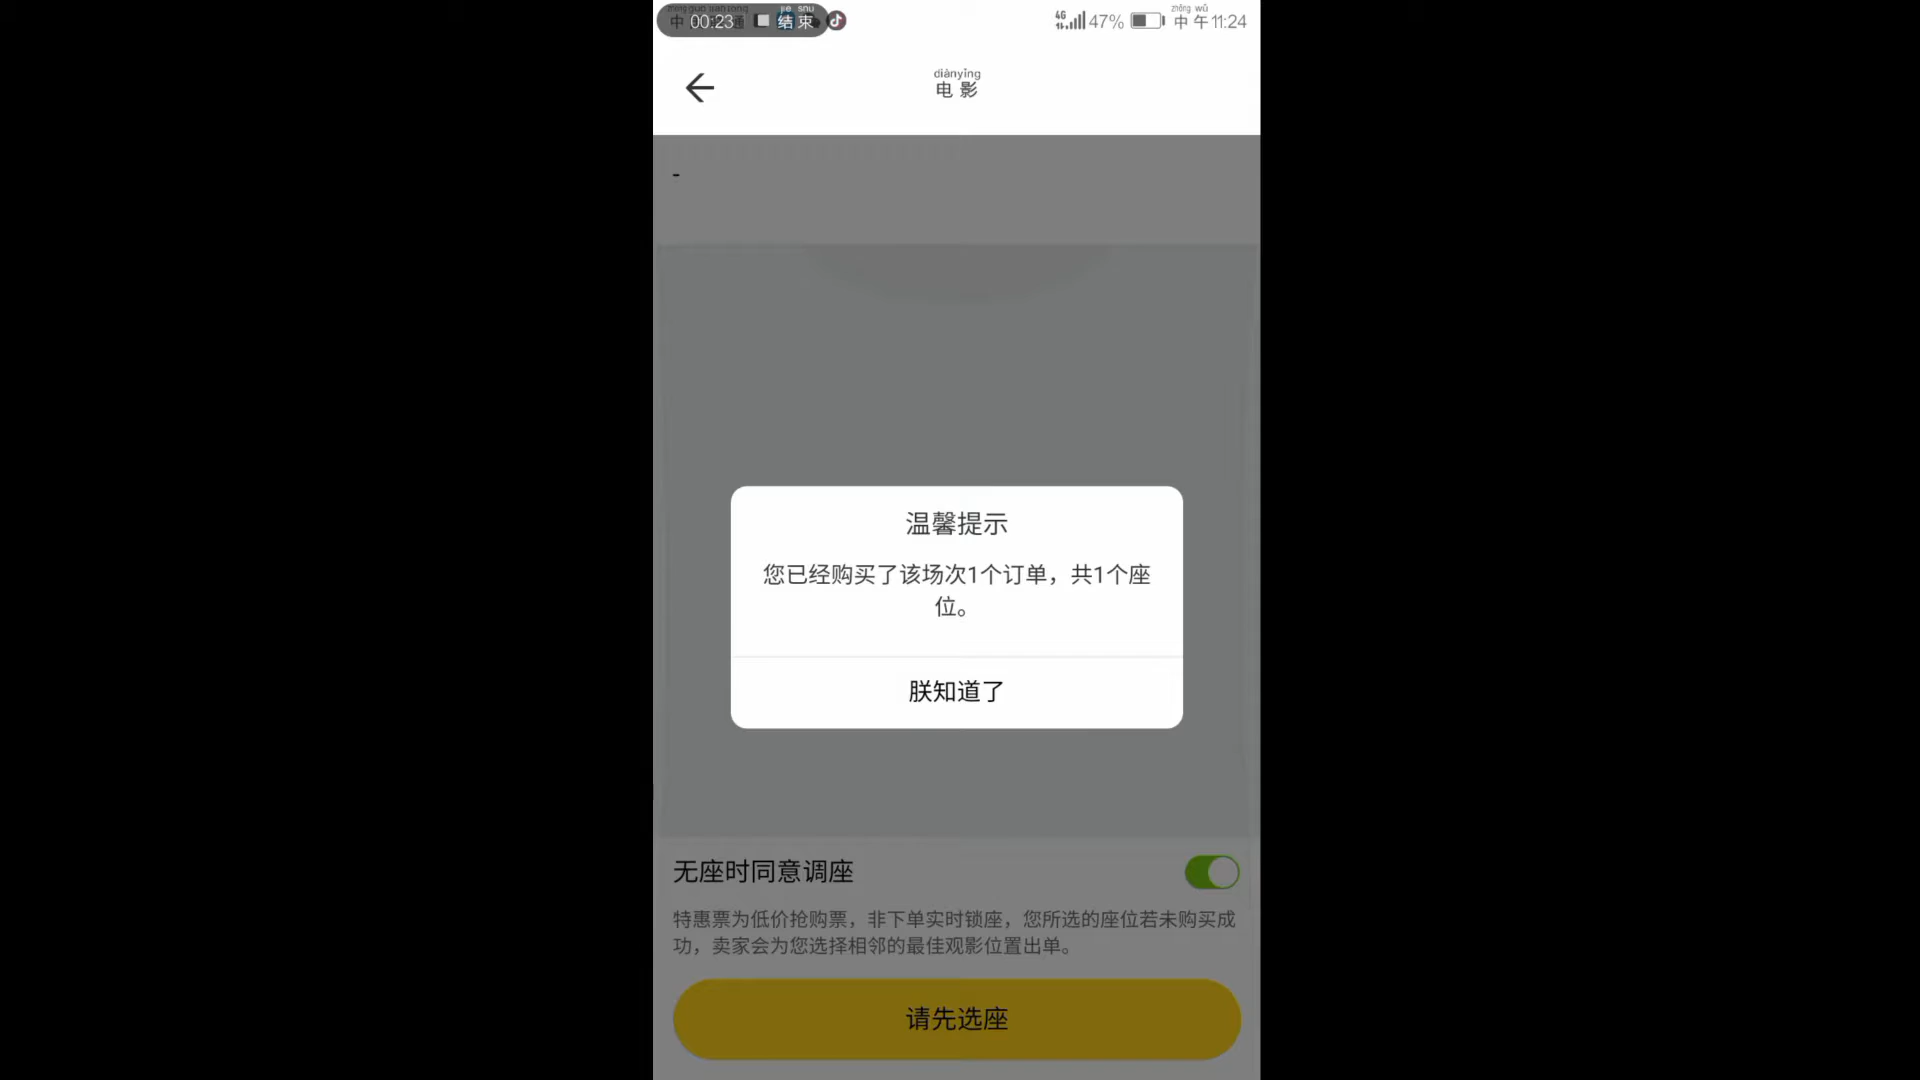 00:23 结束
jié shù
4G 47% 中午11:24
zhōng wǔ
diànyǐng
电影
-
温馨提示
您已经购买了该场次1个订单，共1个座
位。
朕知道了
无座时同意调座
特惠票为低价抢购票，非下单实时锁座，您所选的座位若未购买成
功，卖家会为您选择相邻的最佳观影位置出单。
请先选座